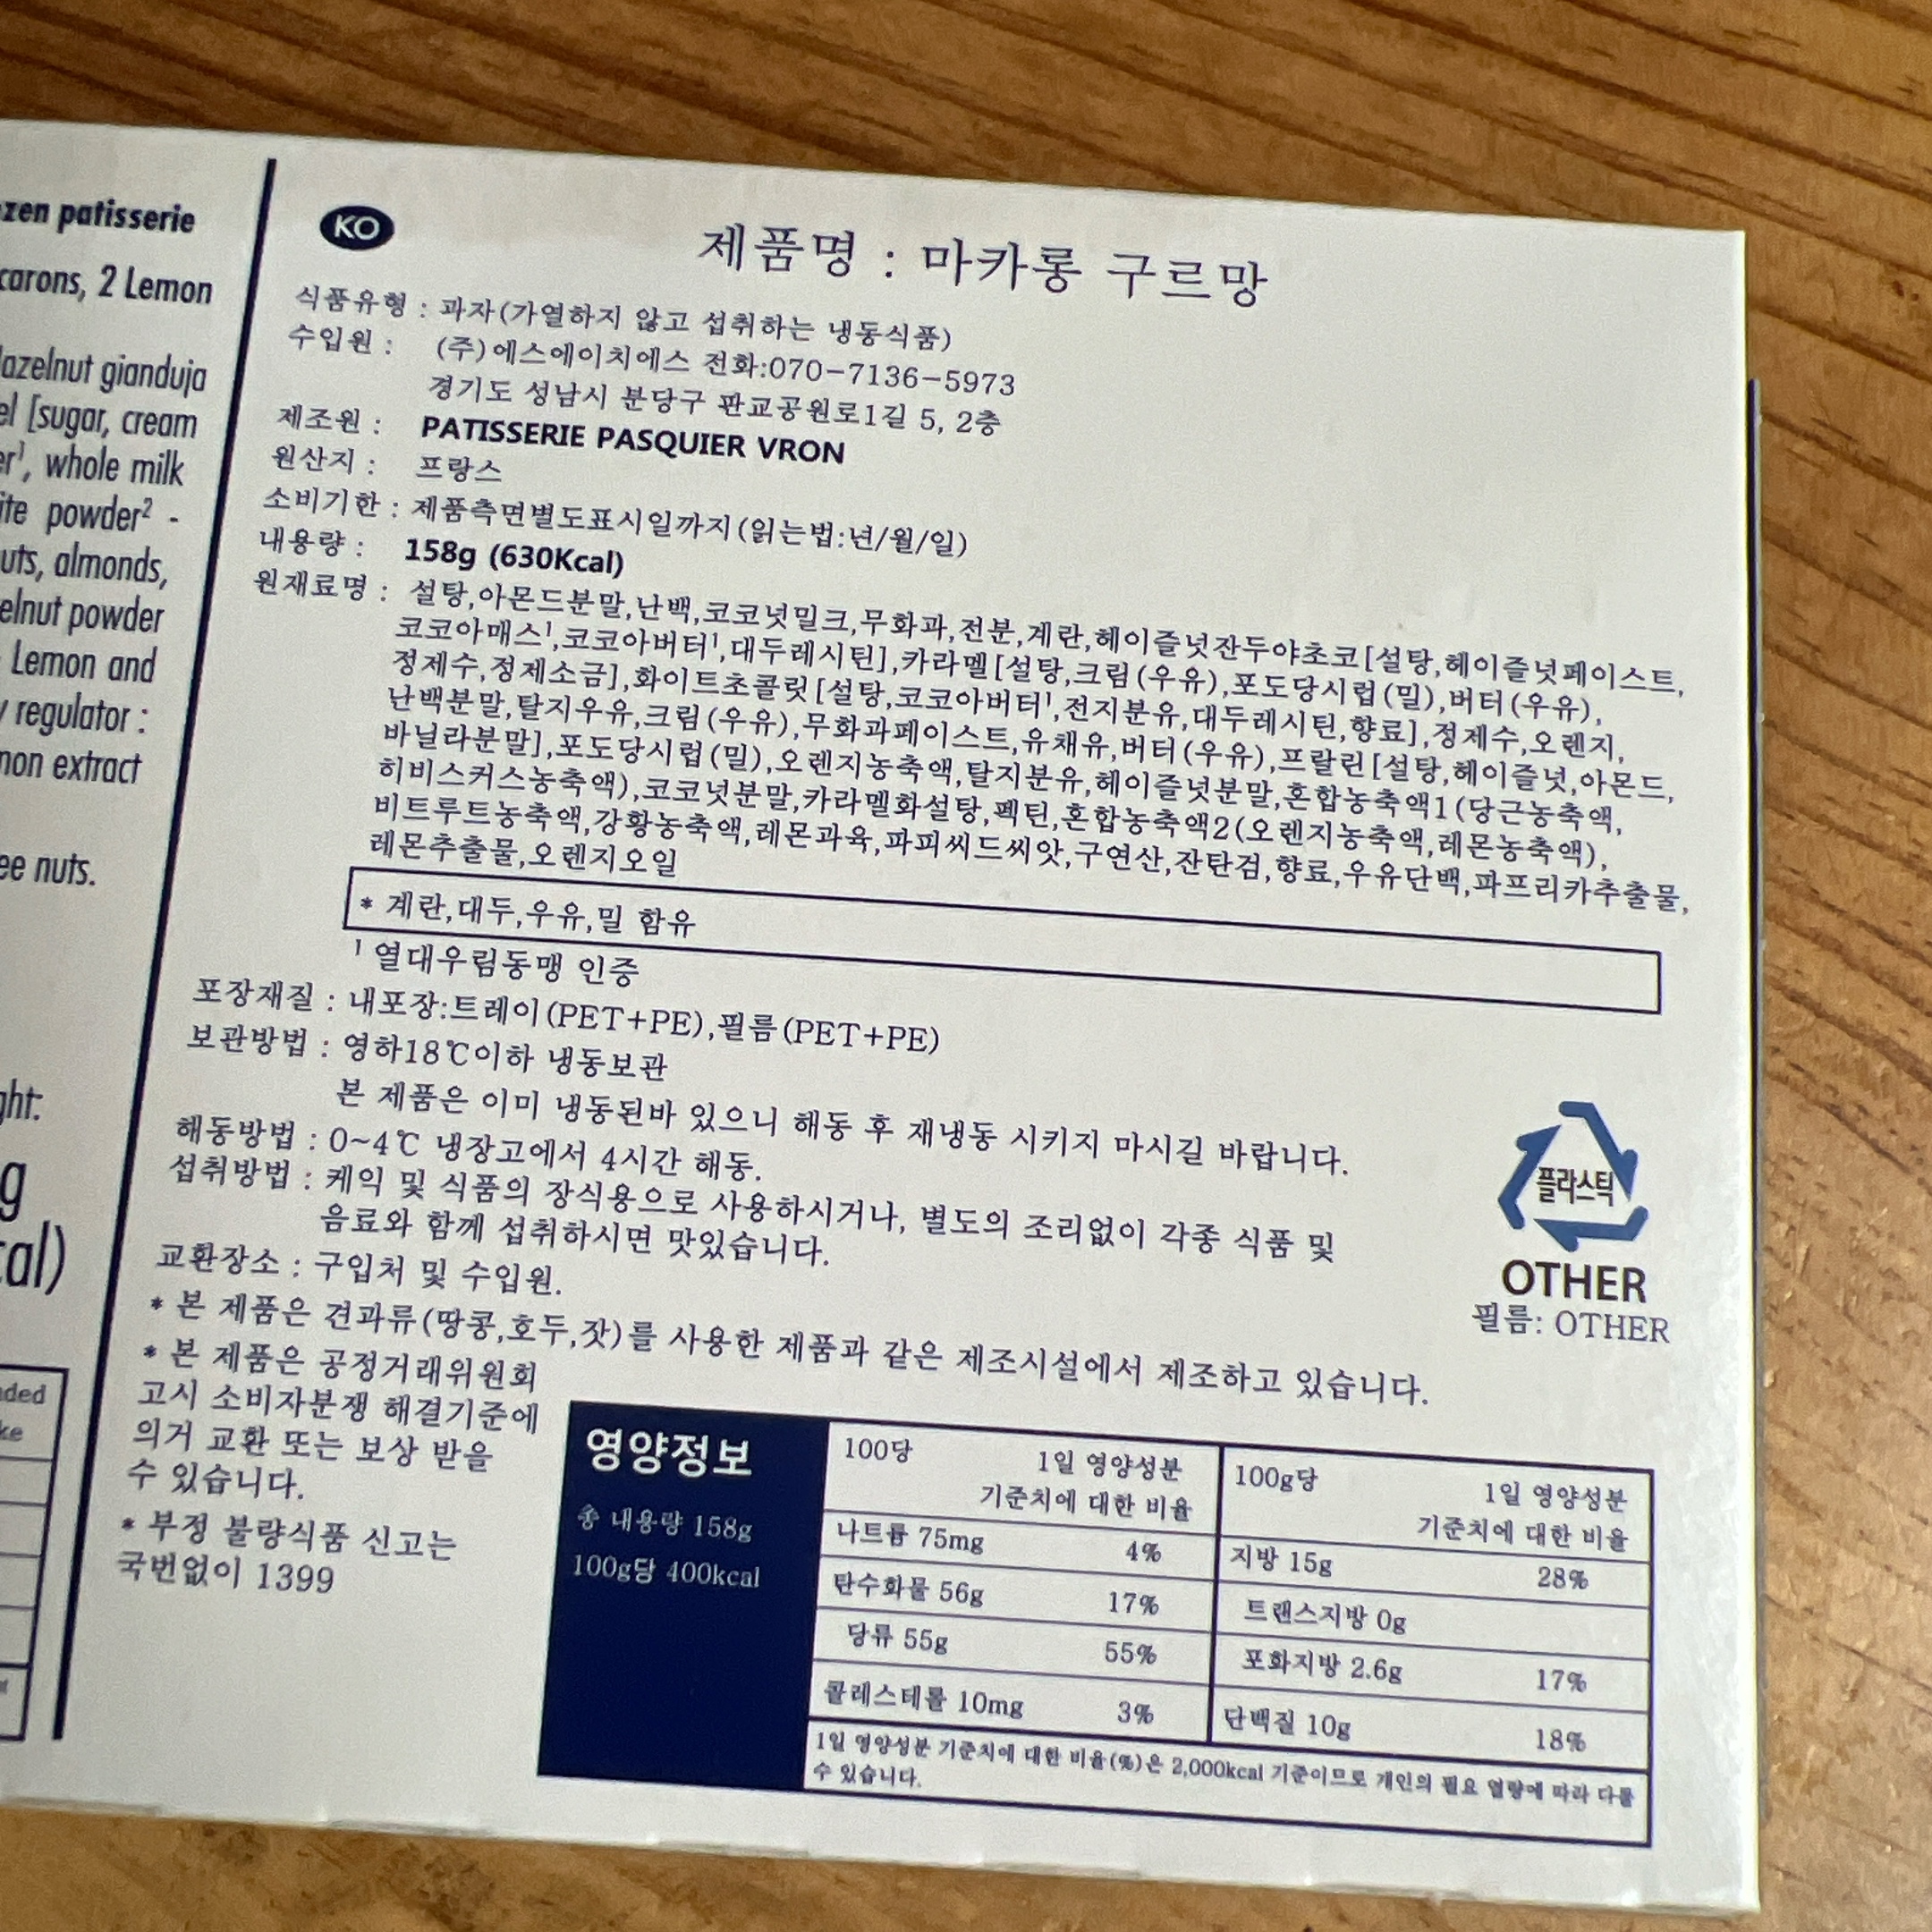 zen patisserie
carons, 2 Lemon
azelnut gianduja
el [sugar, cream
er¹, whole milk
ite powder² -
uts, almonds,
elnut powder
Lemon and
y regulator :
mon extract
ee nuts.
ght:
g
cal)
nded
ke
KO
제품명 : 마카롱 구르망
식품유형 : 과자(가열하지 않고 섭취하는 냉동식품)
수입원 : (주)에스에이치에스 전화:070-7136-5973
경기도 성남시 분당구 판교공원로1길 5, 2층
제조원 : PATISSERIE PASQUIER VRON
원산지 : 프랑스
소비기한 : 제품측면별도표시일까지(읽는법:년/월/일)
내용량 : 158g (630Kcal)
원재료명 : 설탕,아몬드분말,난백,코코넛밀크,무화과,전분,계란,헤이즐넛잔두야초코[설탕,헤이즐넛페이스트,
코코아매스¹,코코아버터¹,대두레시틴],카라멜[설탕,크림(우유),포도당시럽(밀),버터(우유),
정제수,정제소금],화이트초콜릿[설탕,코코아버터¹,전지분유,대두레시틴,향료],정제수,오렌지,
난백분말,탈지우유,크림(우유),무화과페이스트,유채유,버터(우유),프랄린[설탕,헤이즐넛,아몬드,
바닐라분말],포도당시럽(밀),오렌지농축액,탈지분유,헤이즐넛분말,혼합농축액1(당근농축액,
히비스커스농축액),코코넛분말,카라멜화설탕,펙틴,혼합농축액2(오렌지농축액,레몬농축액),
비트루트농축액,강황농축액,레몬과육,파피씨드씨앗,구연산,잔탄검,향료,우유단백,파프리카추출물,
레몬추출물,오렌지오일
* 계란,대두,우유,밀 함유
¹ 열대우림동맹 인증
포장재질 : 내포장:트레이(PET+PE),필름(PET+PE)
보관방법 : 영하18℃이하 냉동보관
본 제품은 이미 냉동된바 있으니 해동 후 재냉동 시키지 마시길 바랍니다.
해동방법 : 0~4℃ 냉장고에서 4시간 해동.
섭취방법 : 케익 및 식품의 장식용으로 사용하시거나, 별도의 조리없이 각종 식품 및
음료와 함께 섭취하시면 맛있습니다.
교환장소 : 구입처 및 수입원.
* 본 제품은 견과류(땅콩,호두,잣)를 사용한 제품과 같은 제조시설에서 제조하고 있습니다.
* 본 제품은 공정거래위원회
고시 소비자분쟁 해결기준에
의거 교환 또는 보상 받을
수 있습니다.
* 부정 불량식품 신고는
국번없이 1399
플라스틱
OTHER
필름: OTHER
영양정보
총 내용량 158g
100g당 400kcal
100당 1일 영양성분
기준치에 대한 비율
나트륨 75mg 4%
탄수화물 56g 17%
당류 55g 55%
콜레스테롤 10mg 3%
100g당 1일 영양성분
기준치에 대한 비율
지방 15g 28%
트랜스지방 0g
포화지방 2.6g 17%
단백질 10g 18%
1일 영양성분 기준치에 대한 비율(%)은 2,000kcal 기준이므로 개인의 필요 열량에 따라 다를
수 있습니다.